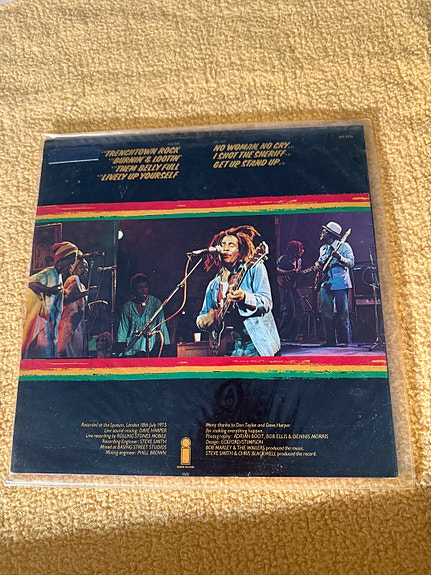 TRENCHTOWN ROCK
BURNIN' & LOOTIN'
THEM BELLY FULL
LIVELY UP YOURSELF
NO WOMAN, NO CRY.
I SHOT THE SHERIFF.
GET UP, STAND UP.
Recorded at the Lyceum, London 18th July 1975
Live sound mixing: DAVE HARPER
Live recording by ROLLING STONES MOBILE
Recording Engineer: STEVE SMITH
Mixed at BASING STREET STUDIOS
Mixing engineer: PHILL BROWN
Many thanks to Don Taylor and Dave Harper
for making everything happen.
Photography: ADRIAN BOOT, BOB ELLIS & DENNIS MORRIS
Design: ECKFORD/STIMPSON
BOB MARLEY & THE WAILERS produced the music.
STEVE SMITH & CHRIS BLACKWELL produced the record.